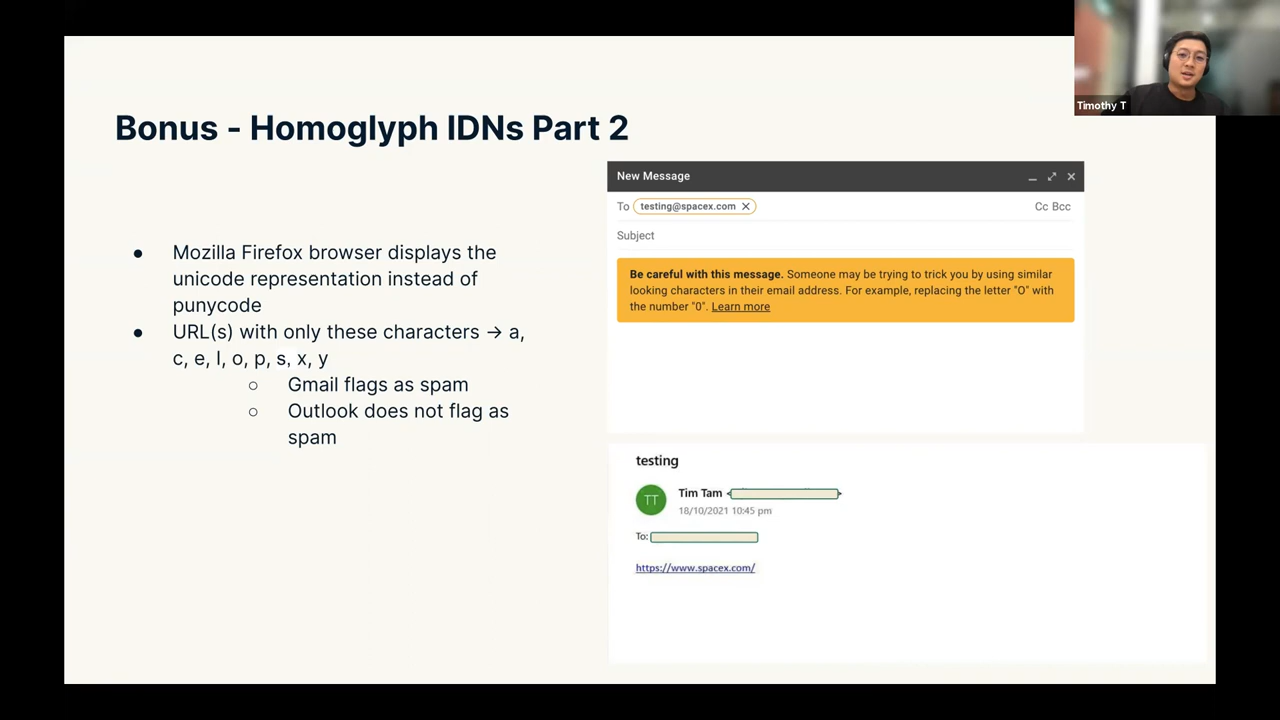 Timothy T
Bonus - Homoglyph IDNs Part 2
● Mozilla Firefox browser displays the
unicode representation instead of
punycode
● URL(s) with only these characters → a,
c, e, l, o, p, s, x, y
○ Gmail flags as spam
○ Outlook does not flag as
spam
New Message
To testing@spacex.com Cc Bcc
Subject
Be careful with this message. Someone may be trying to trick you by using similar
looking characters in their email address. For example, replacing the letter "O" with
the number "0". Learn more
testing
TT Tim Tam
18/10/2021 10:45 pm
To:
https://www.spacex.com/